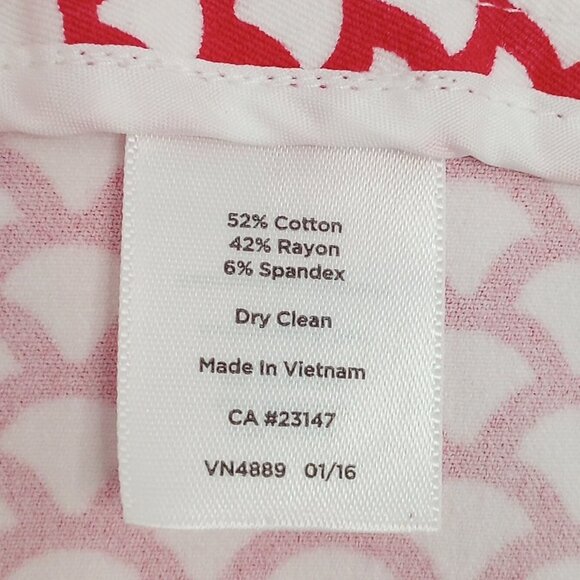 52% Cotton
42% Rayon
6% Spandex
Dry Clean
Made In Vietnam
CA #23147
VN4889 01/16